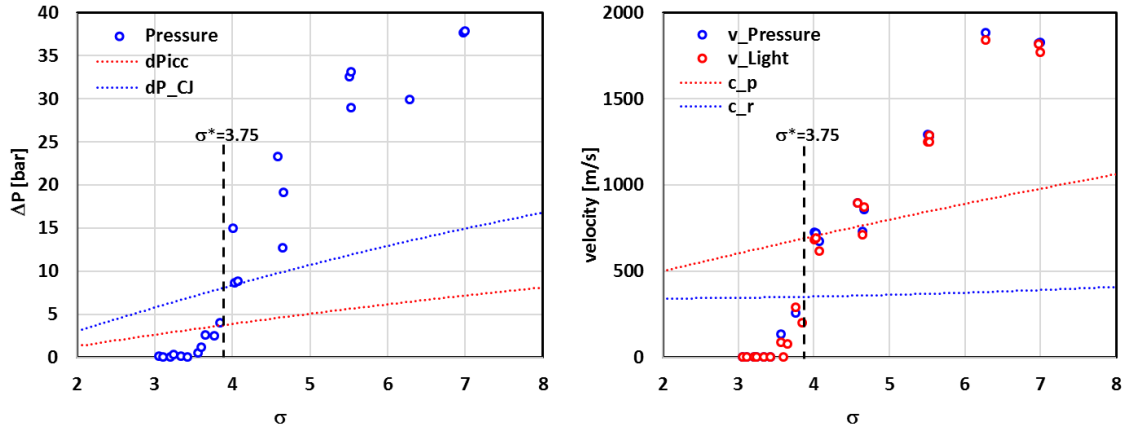 40
35
30
25
20
15
10
5
0
ΔP [bar]
Pressure
dPicc
dP_CJ
σ*=3.75
2 3 4 5 6 7 8
σ
2000
1500
1000
500
0
velocity [m/s]
v_Pressure
v_Light
c_p
c_r
σ*=3.75
2 3 4 5 6 7 8
σ